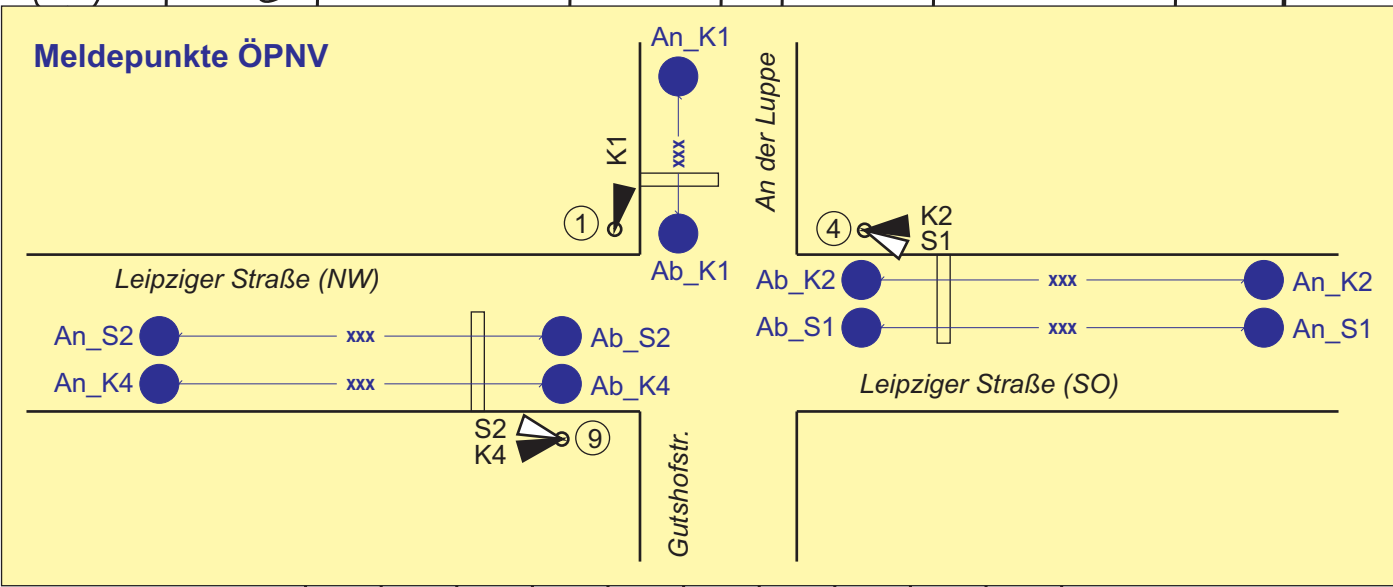 Meldepunkte ÖPNV
An_K1
An der Luppe
K1
xxx
1
4
K2
S1
Ab_K1
Leipziger Straße (NW)
Ab_K2
xxx
An_K2
Ab_S1
xxx
An_S1
An_S2
xxx
Ab_S2
An_K4
xxx
Ab_K4
Leipziger Straße (SO)
S2
K4
9
Gutshofstr.